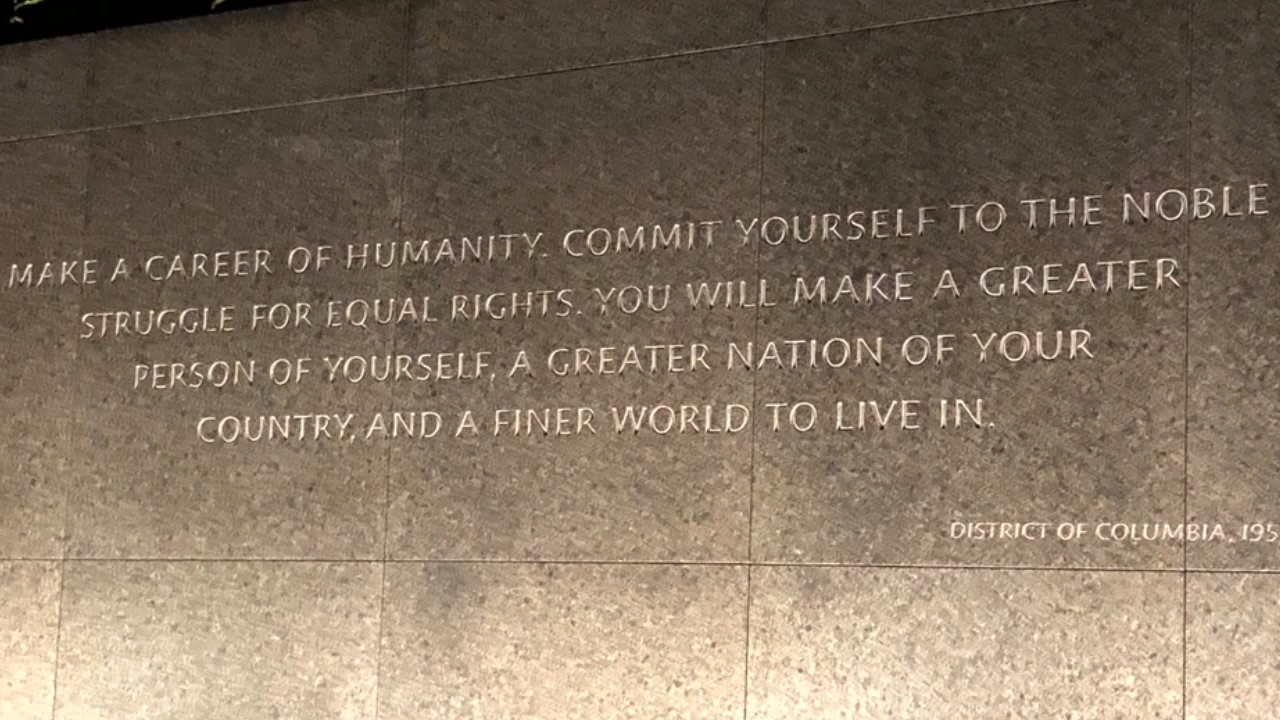 MAKE A CAREER OF HUMANITY. COMMIT YOURSELF TO THE NOBLE
STRUGGLE FOR EQUAL RIGHTS. YOU WILL MAKE A GREATER
PERSON OF YOURSELF, A GREATER NATION OF YOUR
COUNTRY, AND A FINER WORLD TO LIVE IN.
DISTRICT OF COLUMBIA, 195